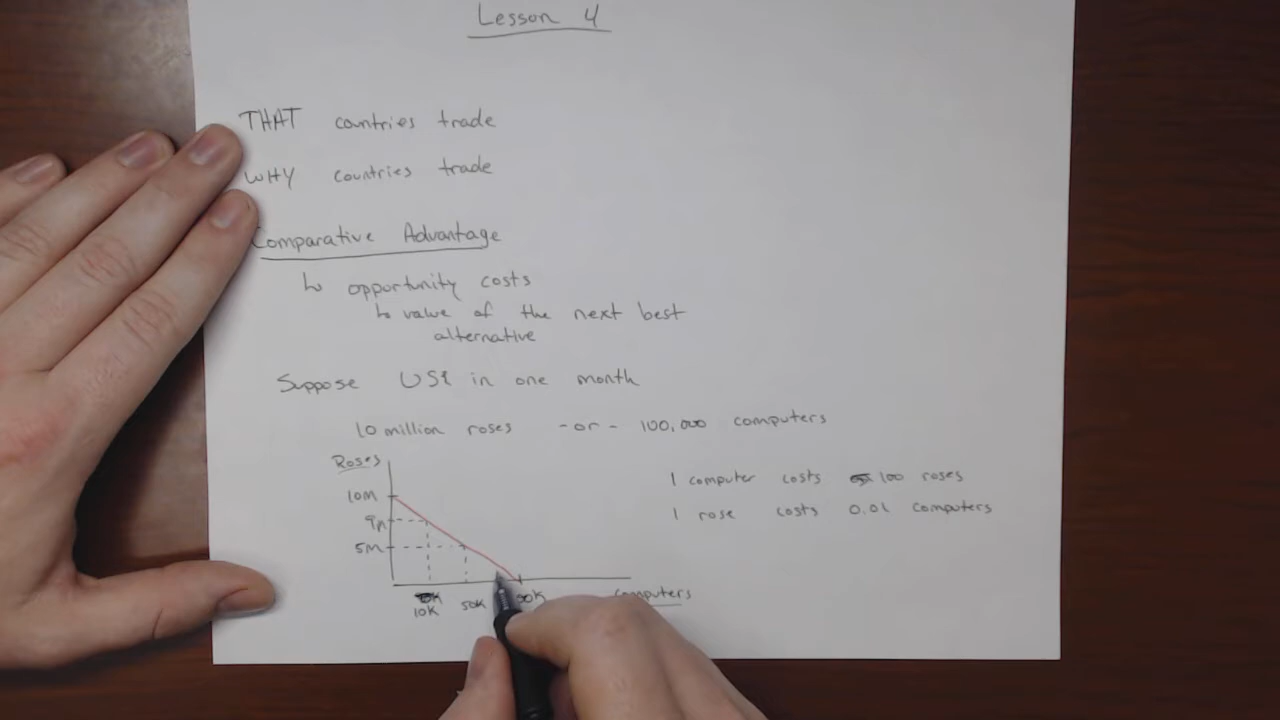 Lesson 4
THAT countries trade
WHY countries trade
Comparative Advantage
↳ opportunity costs
↳ value of the next best
alternative
Suppose US: in one month
10 million roses - or - 100,000 computers
Roses
1 computer costs 100 roses
10M
1 rose costs 0.01 computers
9M
5M
10K 50K
computers